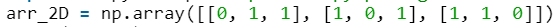 arr_2D = np.array([[0, 1, 1], [1, 0, 1], [1, 1, 0]])